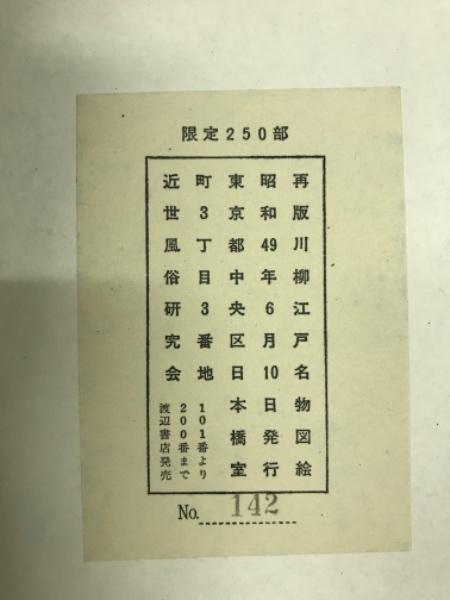 限定250部
再版川柳江戸名物図絵
昭和49年6月10日発行
東京都中央区日本橋室
町3丁目3番地
近世風俗研究会
101番より
200番まで
渡辺書店発売
No. 142